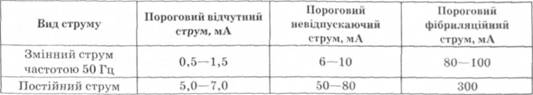 Вид струму
Пороговий відчутний
струм, мА
Пороговий
невідпускаючий
струм, мА
Пороговий
фібриляційний
струм, мА
Змінний струм
частотою 50 Гц
0,5—1,5
6—10
80—100
Постійний струм
5,0—7,0
50—80
300